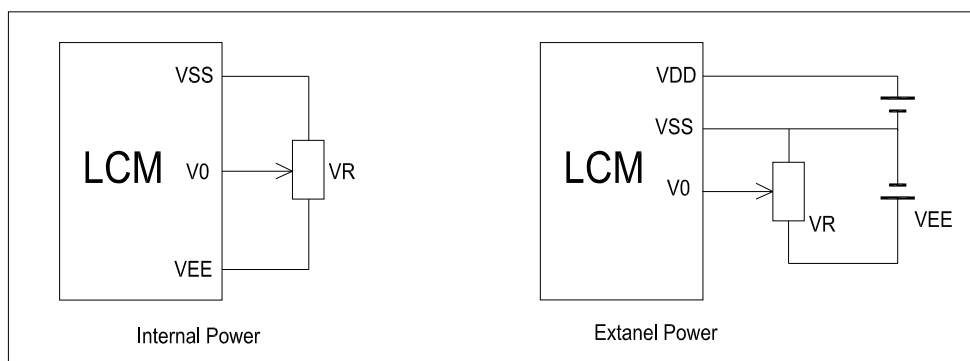 VSS
LCM
V0
VR
VEE
Internal Power
VDD
VSS
LCM
V0
VR
VEE
Extanel Power